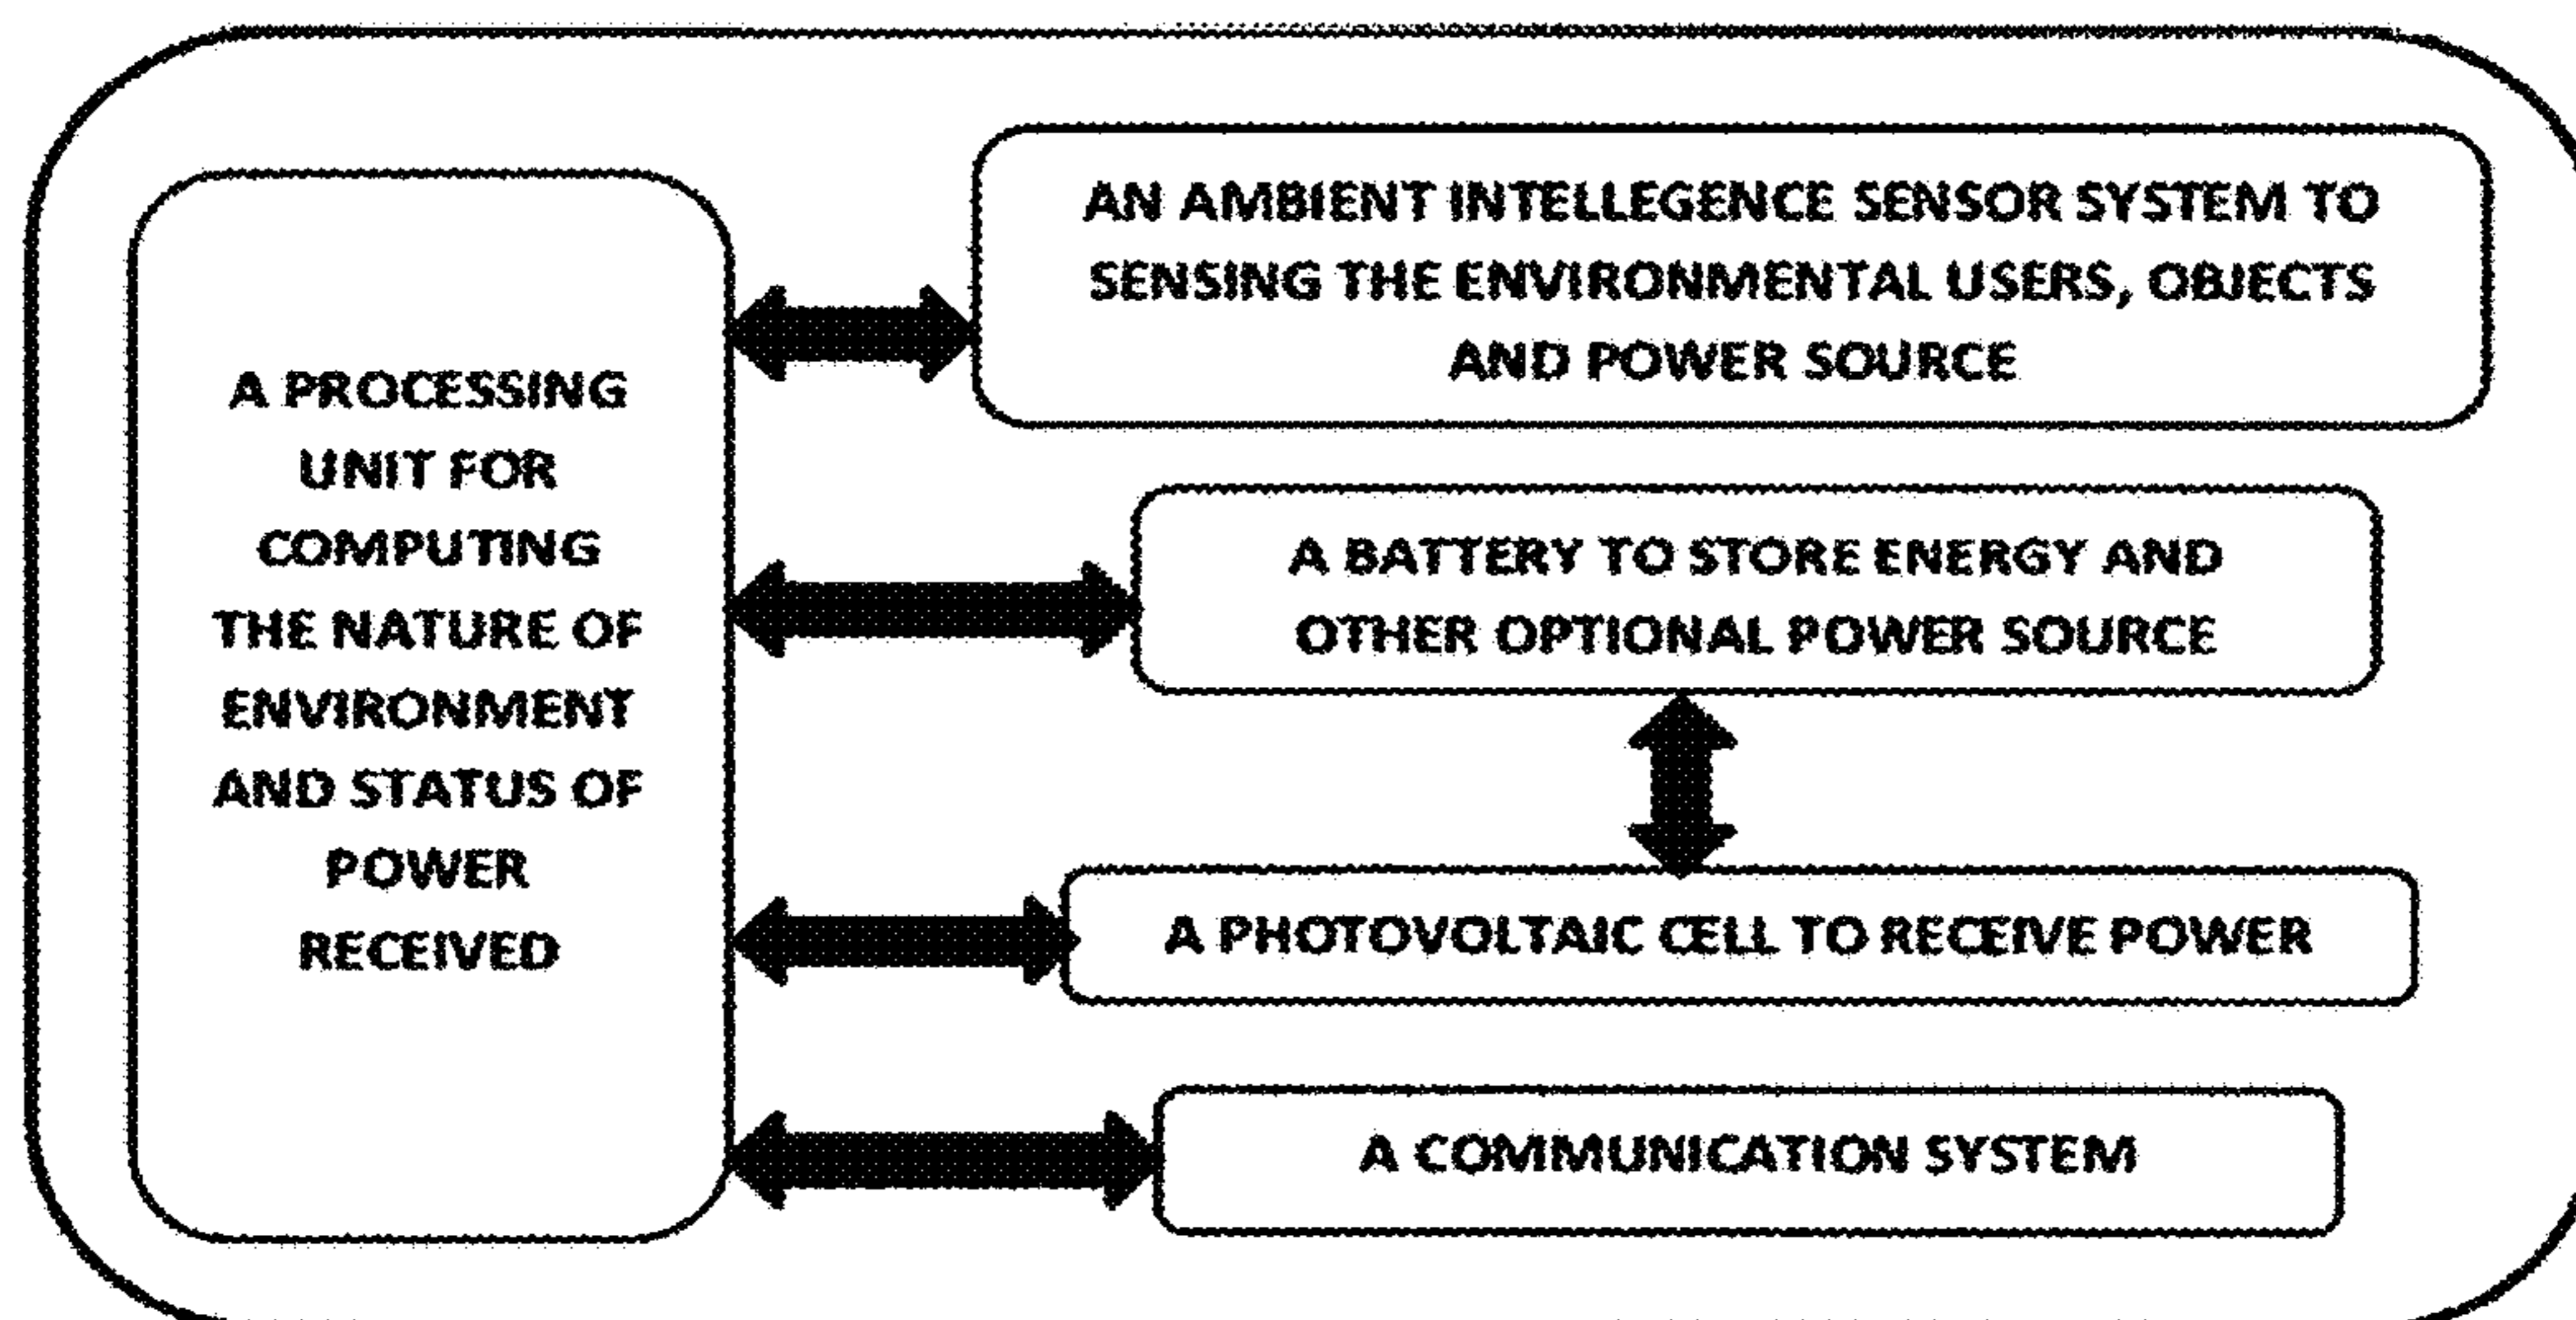 A PROCESSING
UNIT FOR
COMPUTING
THE NATURE OF
ENVIRONMENT
AND STATUS OF
POWER
RECEIVED
AN AMBIENT INTELLEGENCE SENSOR SYSTEM TO
SENSING THE ENVIRONMENTAL USERS, OBJECTS
AND POWER SOURCE
A BATTERY TO STORE ENERGY AND
OTHER OPTIONAL POWER SOURCE
A PHOTOVOLTAIC CELL TO RECEIVE POWER
A COMMUNICATION SYSTEM